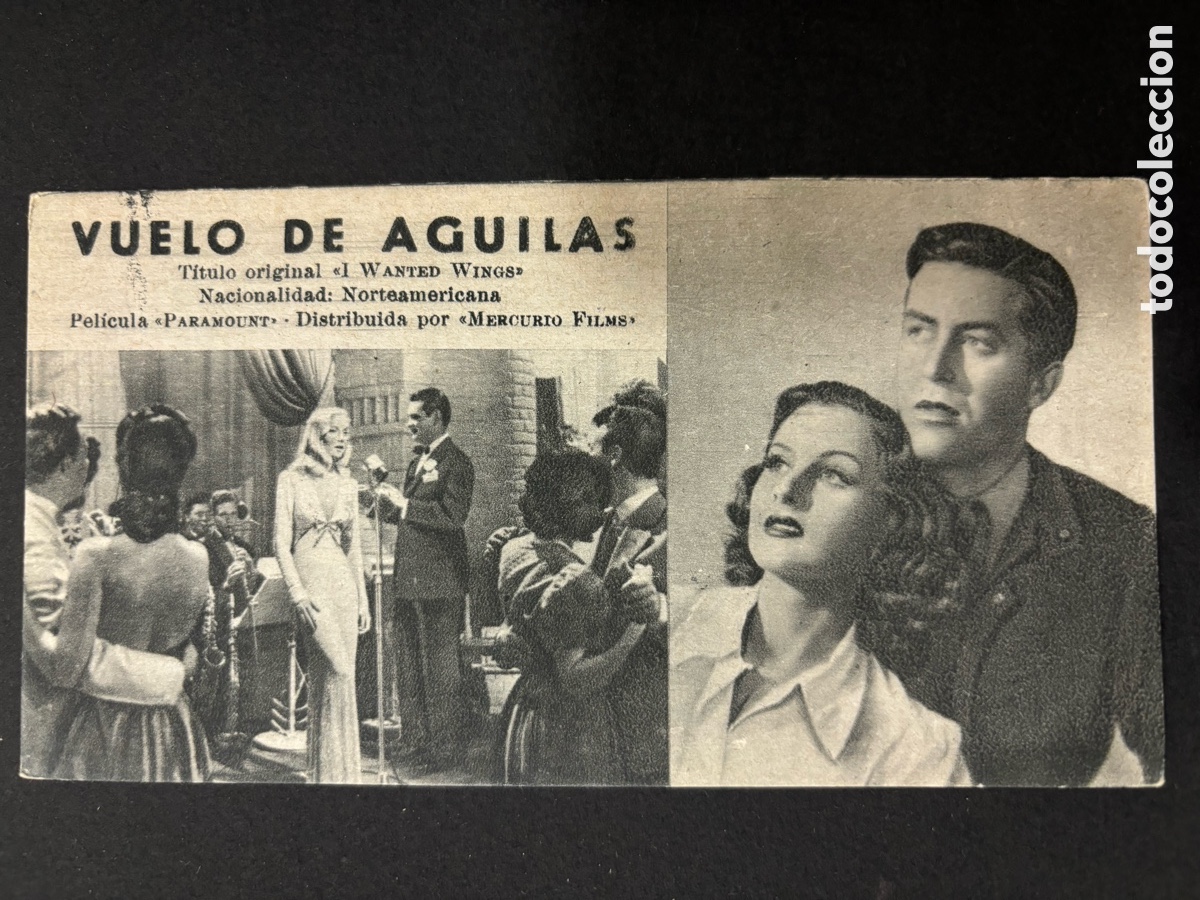 VUELO DE AGUILAS
Título original «I WANTED WINGS»
Nacionalidad: Norteamericana
Película «PARAMOUNT» · Distribuida por «MERCURIO FILMS»
todocoleccion